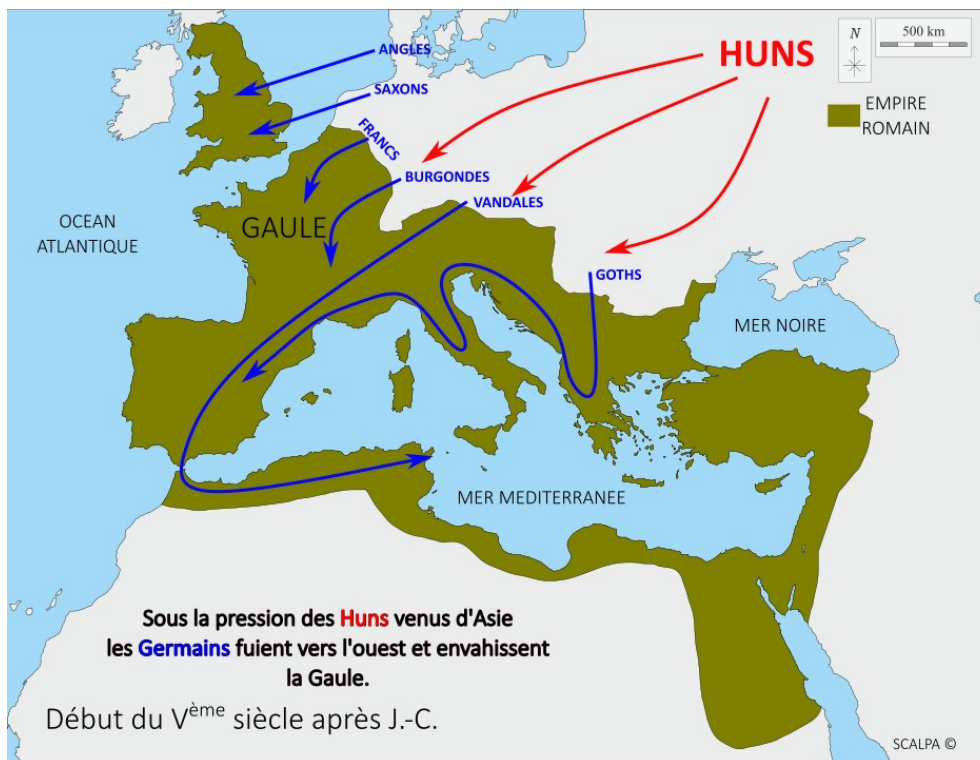 ANGLES
SAXONS
FRANCS
BURGONDES
VANDALES
GOTHS
HUNS
N
500 km
EMPIRE
ROMAIN
OCEAN
ATLANTIQUE
GAULE
MER NOIRE
MER MEDITERRANEE
Sous la pression des Huns venus d'Asie
les Germains fuient vers l'ouest et envahissent
la Gaule.
Début du Vème siècle après J.-C.
SCALPA ©